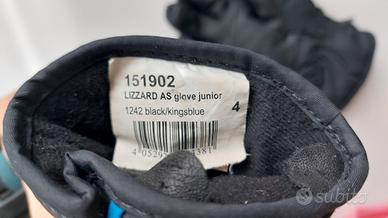 151902
LIZZARD AS glove junior
1242 black/kingsblue
4
subito